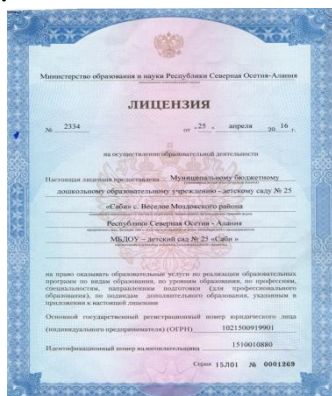 Министерство образования и науки Республики Северная Осетия-Алания
ЛИЦЕНЗИЯ
№ 2334 от „25 „ апреля 20 16 г.
на осуществление образовательной деятельности
Настоящая лицензия предоставлена Муниципальному бюджетному
дошкольному образовательному учреждению - детскому саду № 25
«Саби» с. Веселое Моздокского района
Республики Северная Осетия - Алания
МБДОУ – детский сад № 25 «Саби »
на право оказывать образовательные услуги по реализации образовательных
программ по видам образования, по уровням образования, по профессиям,
специальностям, направлениям подготовки (для профессионального
образования), по подвидам дополнительного образования, указанным в
приложении к настоящей лицензии
Основной государственный регистрационный номер юридического лица
(индивидуального предпринимателя) (ОГРН) 1021500919901
Идентификационный номер налогоплательщика 1510010880
Серия 15Л01 № 0001269